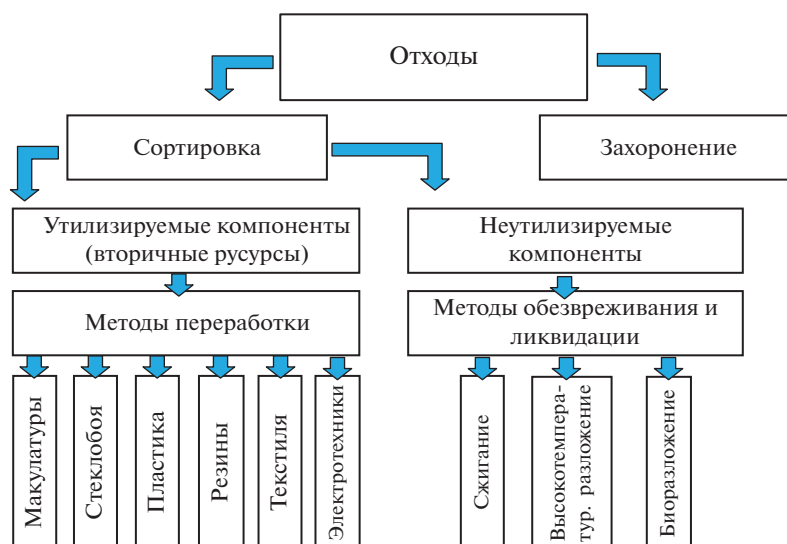 Отходы
Сортировка
Захоронение
Утилизируемые компоненты
(вторичные русурсы)
Неутилизируемые
компоненты
Методы переработки
Методы обезвреживания и
ликвидации
Макулатуры
Стеклобоя
Пластика
Резины
Текстиля
Электротехники
Сжигание
Высокотемпера-
тур. разложение
Биоразложение